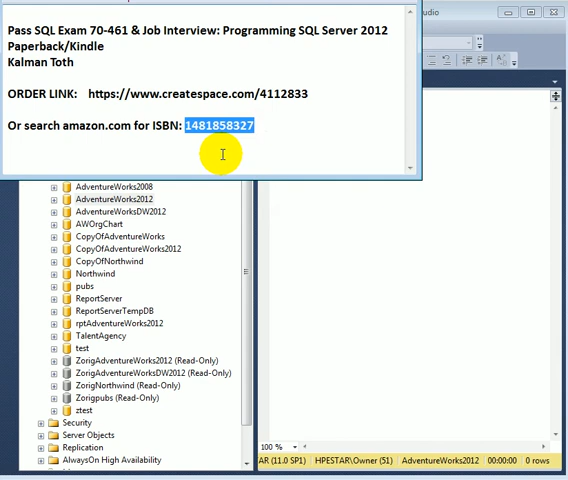 Pass SQL Exam 70-461 & Job Interview: Programming SQL Server 2012
Paperback/Kindle
Kalman Toth
ORDER LINK: https://www.createspace.com/4112833
Or search amazon.com for ISBN: 1481858327
udio
AdventureWorks2008
AdventureWorks2012
AdventureWorksDW2012
AWOrgChart
CopyOfAdventureWorks
CopyOfAdventureWorks2012
CopyOfNorthwind
Northwind
pubs
ReportServer
ReportServerTempDB
rptAdventureWorks2012
TalentAgency
test
ZorigAdventureWorks2012 (Read-Only)
ZorigAdventureWorksDW2012 (Read-Only)
ZorigNorthwind (Read-Only)
Zorigpubs (Read-Only)
ztest
Security
Server Objects
Replication
AlwaysOn High Availability
100 %
AR (11.0 SP1) HPESTAR\Owner (51) AdventureWorks2012 00:00:00 0 rows